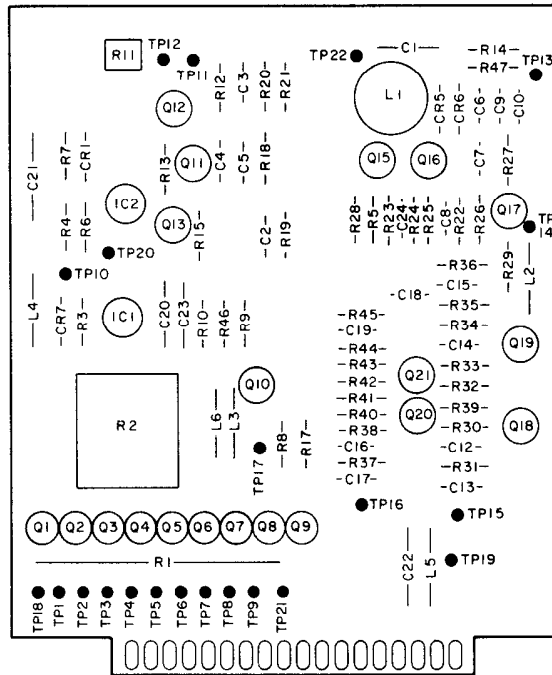 R11 TP12 TP11 TP22 C1 R14
R47 TP13
R12 C3 R20 R21 L1 CR5 CR6 C6 C9 C10
Q12
C21 R7 CR1 R13 Q11 C4 C5 R18 Q15 Q16 C7 R27
IC2
R4 R6 Q13 R15 C2 R19 R28 R5 R23 C24 R24 R25 C8 R22 R26 Q17
TP14
TP20
TP10
R36 R29 L2
C15
C18
R35
L4 CR7 R3 IC1 C20 C23 R10 R46 R9 R45
R34
C19
C14 Q19
R44
R43 R33
Q21
R42 R32
Q10
R41
R2 L6 L3 R40 Q20 R39
R38 R30 Q18
R8 R17 C16 C12
TP17 R37 R31
C17 C13
TP16 TP15
Q1 Q2 Q3 Q4 Q5 Q6 Q7 Q8 Q9
R1 C22 L5 TP19
TP18 TP1 TP2 TP3 TP4 TP5 TP6 TP7 TP8 TP9 TP21